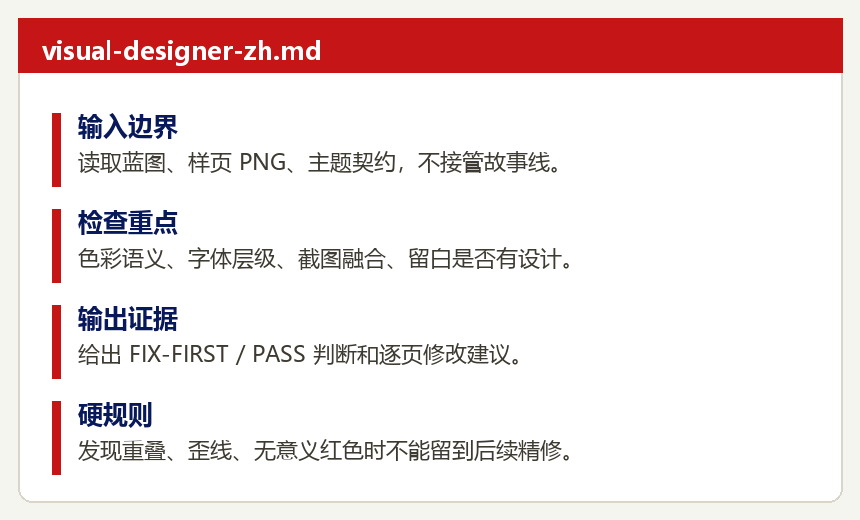 visual-designer-zh.md
输入边界
读取蓝图、样页 PNG、主题契约，不接管故事线。
检查重点
色彩语义、字体层级、截图融合、留白是否有设计。
输出证据
给出 FIX-FIRST / PASS 判断和逐页修改建议。
硬规则
发现重叠、歪线、无意义红色时不能留到后续精修。